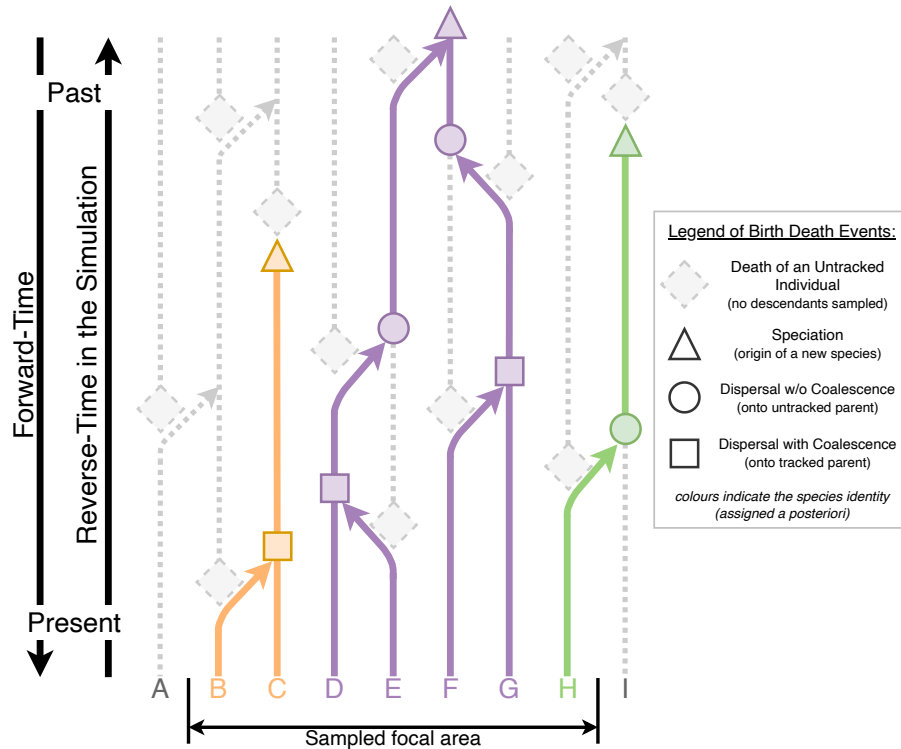 Past
Forward-Time
Reverse-Time in the Simulation
Present
Legend of Birth Death Events:
Death of an Untracked
Individual
(no descendants sampled)
Speciation
(origin of a new species)
Dispersal w/o Coalescence
(onto untracked parent)
Dispersal with Coalescence
(onto tracked parent)
colours indicate the species identity
(assigned a posteriori)
A B C D E F G H I
Sampled focal area